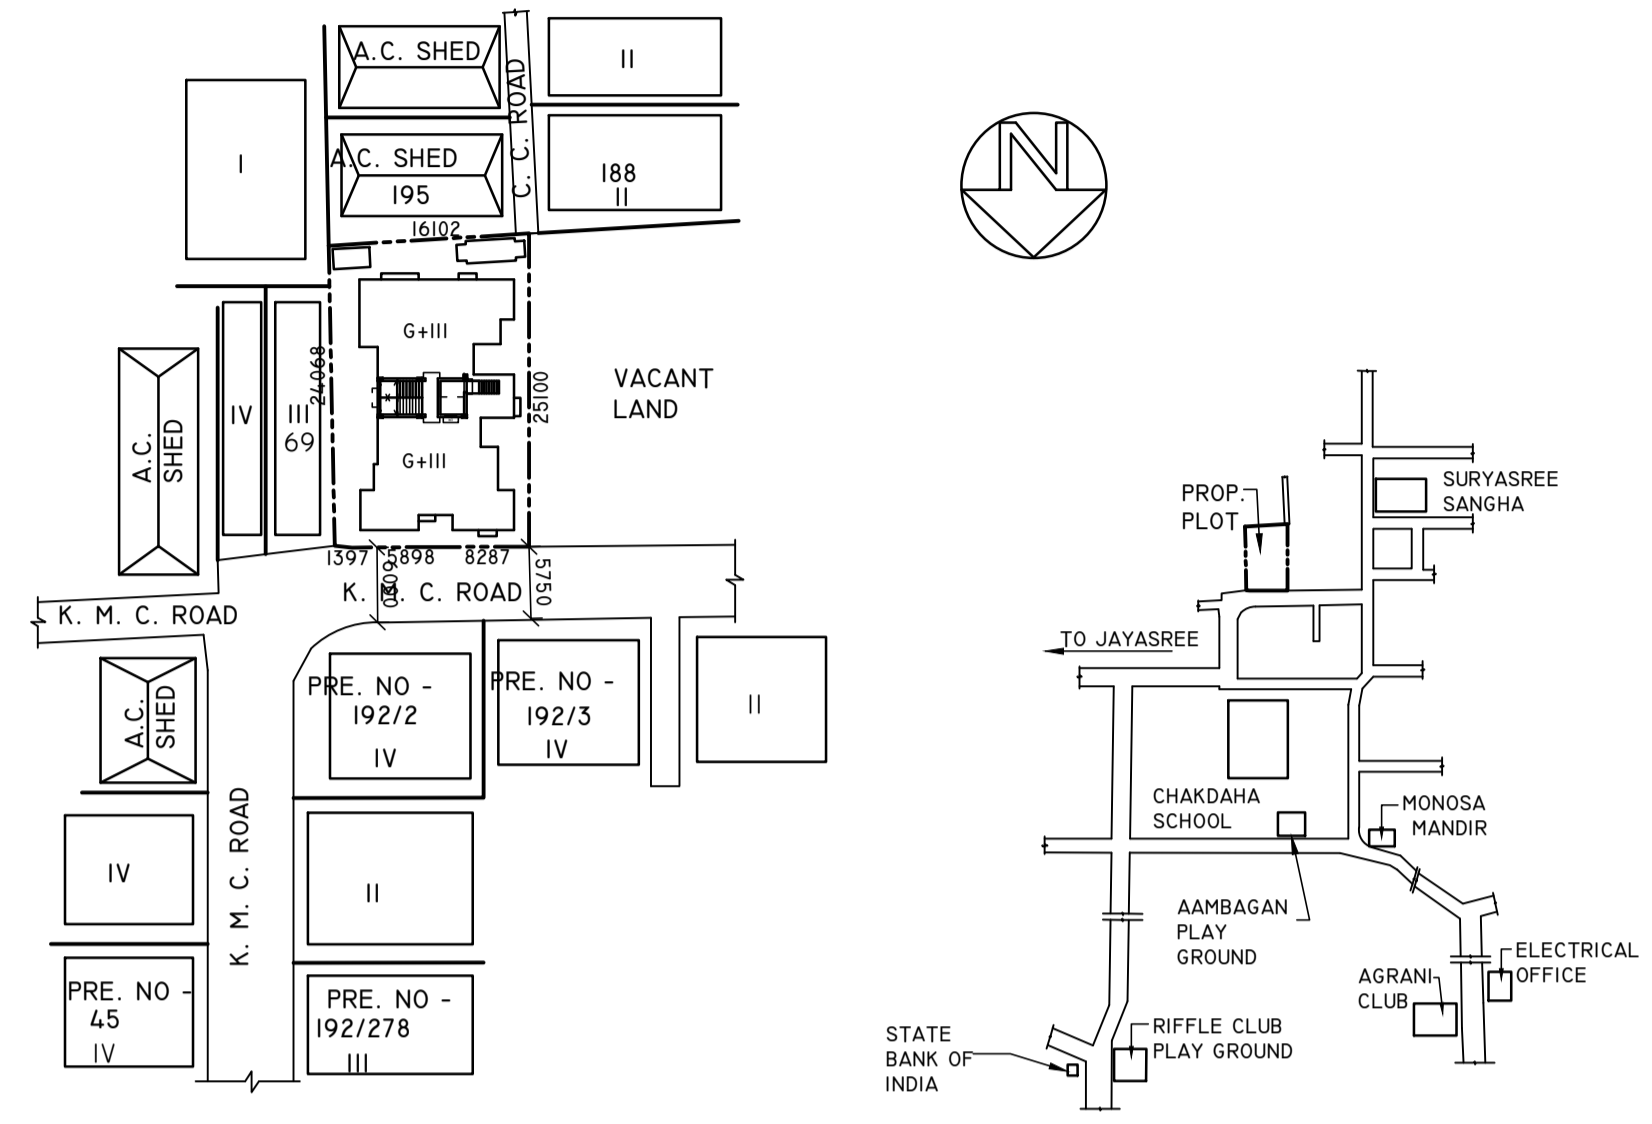 A.C. SHED
II
C. C. ROAD
I
A.C. SHED
195
188
II
16102
G+III
24068
25100
VACANT
LAND
IV
III
69
A.C.
SHED
G+III
1397
5898
8287
6090
5750
K. M. C. ROAD
K. M. C. ROAD
A.C.
SHED
PRE. NO -
192/2
IV
PRE. NO -
192/3
IV
II
K. M. C. ROAD
IV
II
PRE. NO -
45
IV
PRE. NO -
192/278
III
N
PROP.
PLOT
SURYASREE
SANGHA
TO JAYASREE
CHAKDAHA
SCHOOL
MONOSA
MANDIR
AAMBAGAN
PLAY
GROUND
ELECTRICAL
OFFICE
AGRANI
CLUB
STATE
BANK OF
INDIA
RIFFLE CLUB
PLAY GROUND